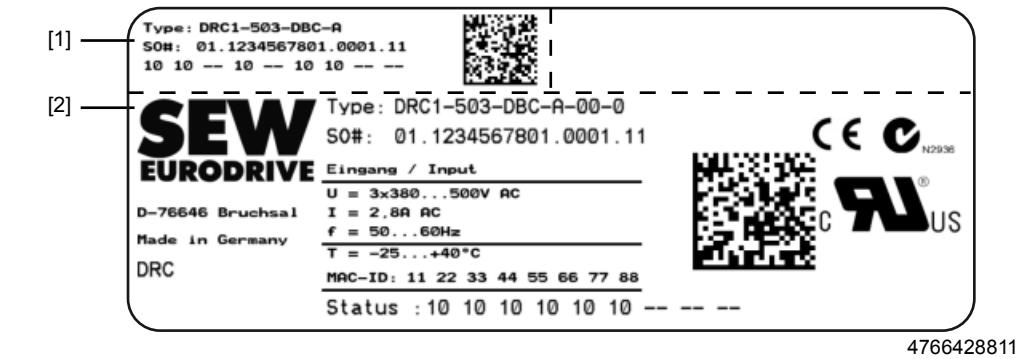 [1]
Type: DRC1-503-DBC-A
SO#: 01.1234567801.0001.11
10 10 -- 10 -- 10 10 -- --
[2]
SEW
EURODRIVE
D-76646 Bruchsal
Made in Germany
DRC
Type: DRC1-503-DBC-A-00-0
SO#: 01.1234567801.0001.11
Eingang / Input
U = 3x380...500V AC
I = 2,8A AC
f = 50...60Hz
T = -25...+40°C
MAC-ID: 11 22 33 44 55 66 77 88
Status :10 10 10 10 10 10 -- -- --
CE
N2936
C RU® US
4766428811